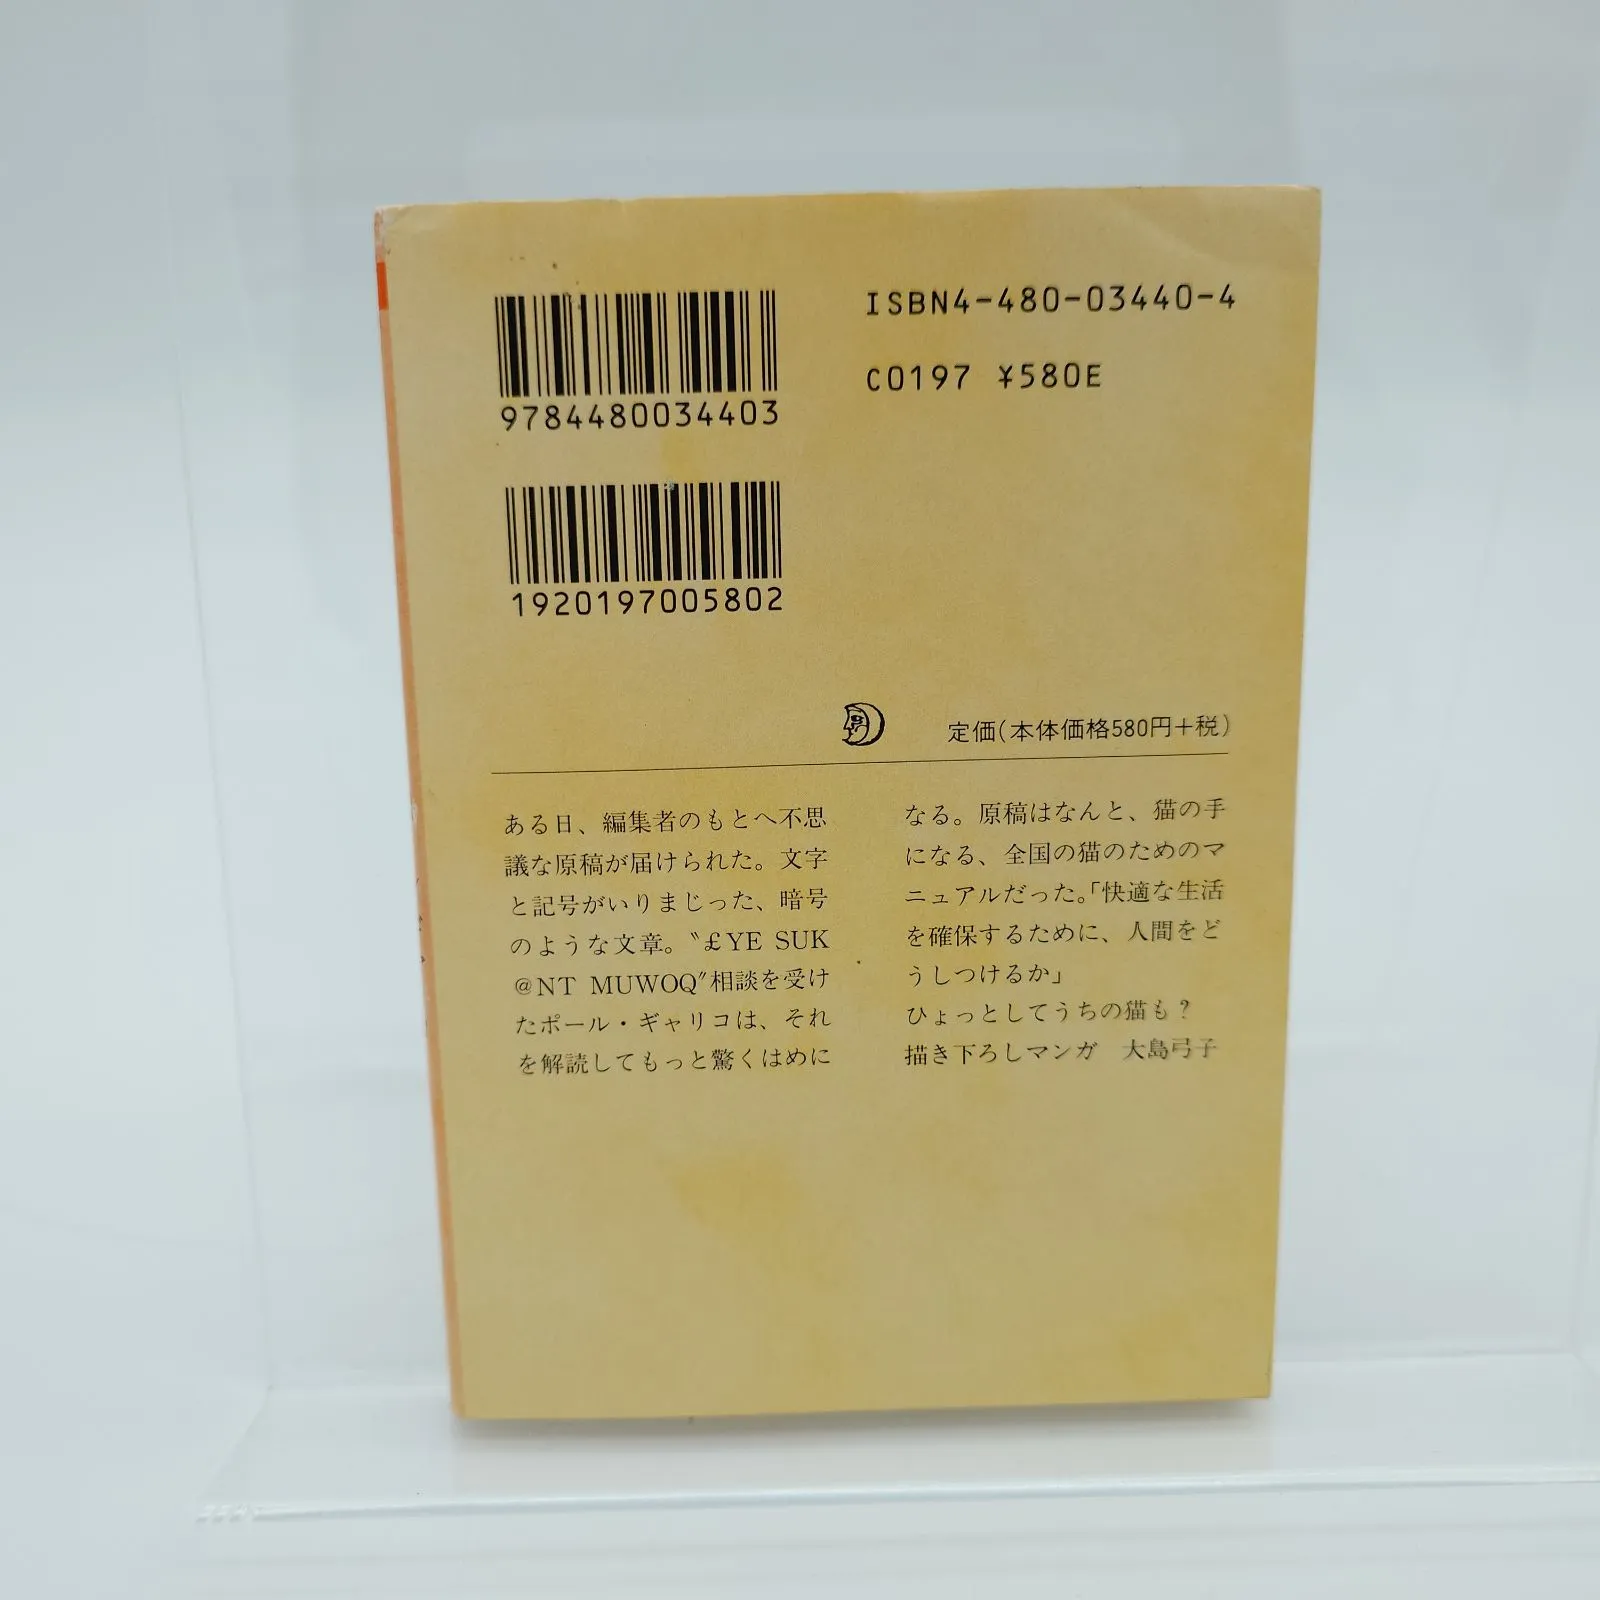 ISBN4-480-03440-4
C0197 ¥580E
9784480034403
1920197005802
定価(本体価格580円+税)
ある日、編集者のもとへ不思
議な原稿が届けられた。文字
と記号がいりまじった、暗号
のような文章。〝£YE SUK
@NT MUWOQ〟相談を受け
たポール・ギャリコは、それ
を解読してもっと驚くはめに
なる。原稿はなんと、猫の手
になる、全国の猫のためのマ
ニュアルだった。「快適な生活
を確保するために、人間をど
うしつけるか」
ひょっとしてうちの猫も?
描き下ろしマンガ 大島弓子